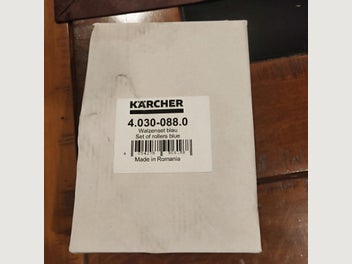 KÄRCHER
4.030-088.0
Walzenset blau
Set of rollers blue
Made in Romania